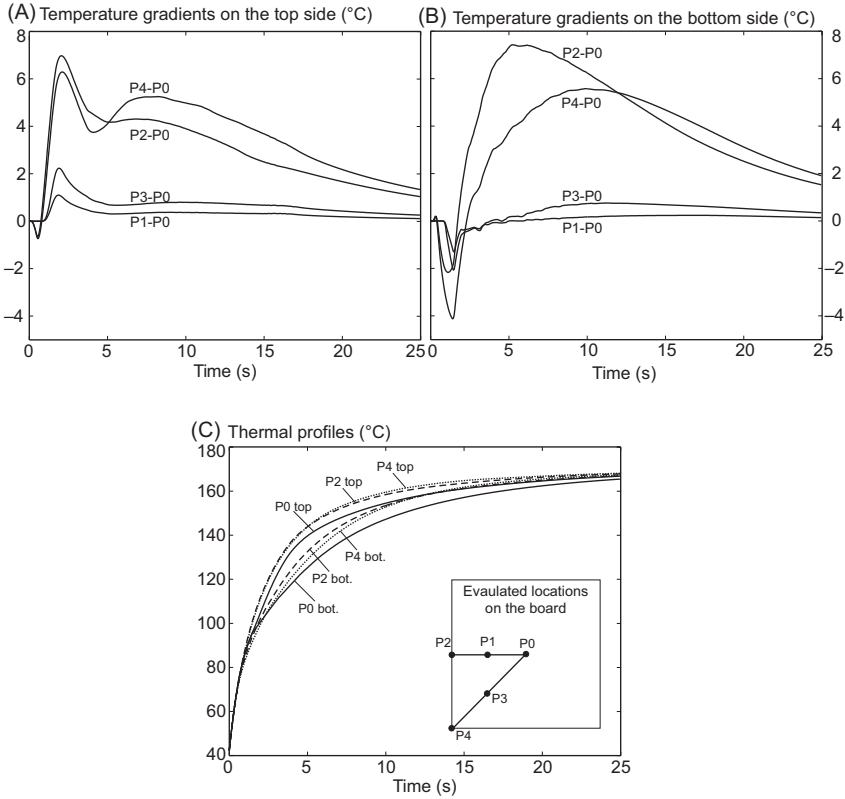 (A) Temperature gradients on the top side (°C)
8
6
4
2
0
–2
–4
P4-P0
P2-P0
P3-P0
P1-P0
0 5 10 15 20 25
Time (s)
(B) Temperature gradients on the bottom side (°C)
8
6
4
2
0
–2
–4
P2-P0
P4-P0
P3-P0
P1-P0
0 5 10 15 20 25
Time (s)
(C) Thermal profiles (°C)
180
160
140
120
100
80
60
40
P4 top
P2 top
P0 top
P4 bot.
P2 bot.
P0 bot.
Evaulated locations
on the board
P2 P1 P0
P3
P4
0 5 10 15 20 25
Time (s)